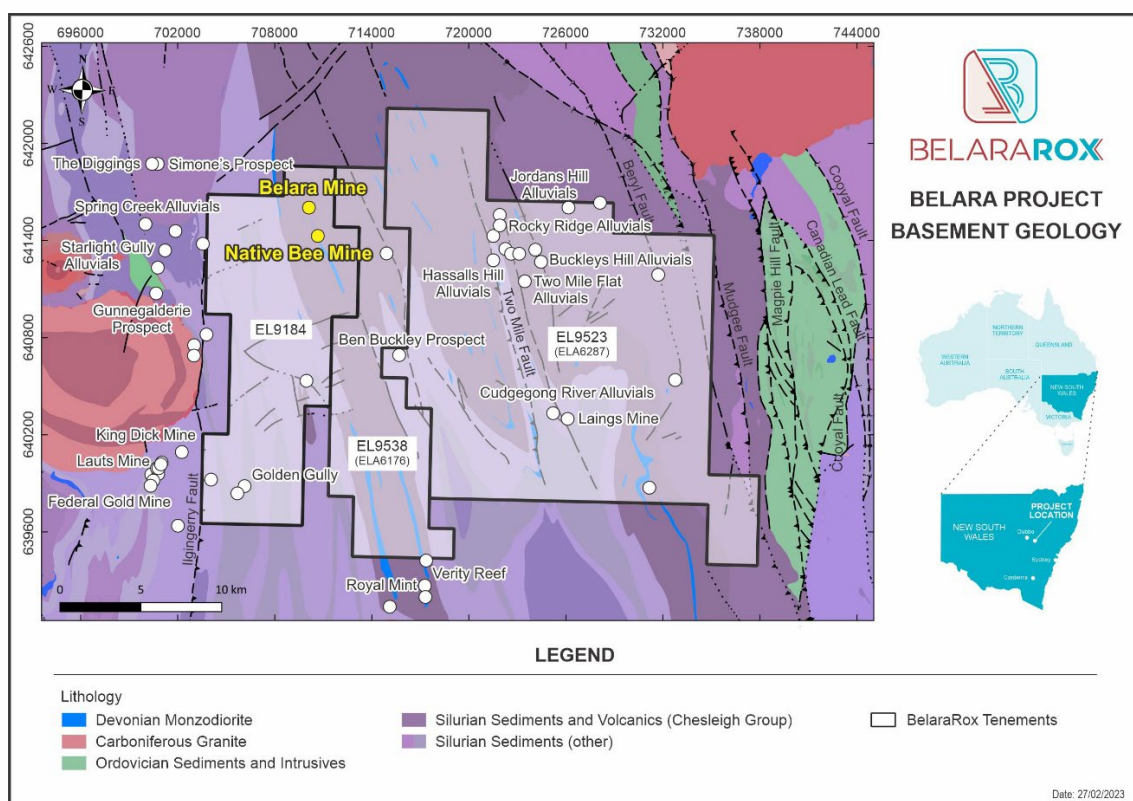 696000 702000 708000 714000 720000 726000 732000 738000 744000
642600
642000
641400
640800
640200
639600
N
W E
S
The Diggings
Simone's Prospect
Belara Mine
Spring Creek Alluvials
Native Bee Mine
Starlight Gully
Alluvials
Gunnegalderie
Prospect
EL9184
Jordans Hill
Alluvials
Rocky Ridge Alluvials
Buckleys Hill Alluvials
Hassalls Hill
Alluvials
Two Mile Flat
Alluvials
Two Mile Fault
Ben Buckley Prospect
EL9523
(ELA6287)
Cudgegong River Alluvials
Laings Mine
King Dick Mine
Lauts Mine
Federal Gold Mine
EL9538
(ELA6176)
Golden Gully
Ilgingerry Fault
Verity Reef
Royal Mint
Beryl Fault
Mudgee Fault
Magpie Hill Fault
Canadian Lead Fault
Cooyal Fault
Cooyal Fault
0 5 10 km
BELARAROX
BELARA PROJECT
BASEMENT GEOLOGY
NORTHERN
TERRITORY
QUEENSLAND
WESTERN
AUSTRALIA
SOUTH
AUSTRALIA
NEW SOUTH
WALES
VICTORIA
PROJECT
LOCATION
NEW SOUTH
WALES
Dubbo
Sydney
Canberra
LEGEND
Lithology
Devonian Monzodiorite
Carboniferous Granite
Ordovician Sediments and Intrusives
Silurian Sediments and Volcanics (Chesleigh Group)
Silurian Sediments (other)
BelaraRox Tenements
Date: 27/02/2023